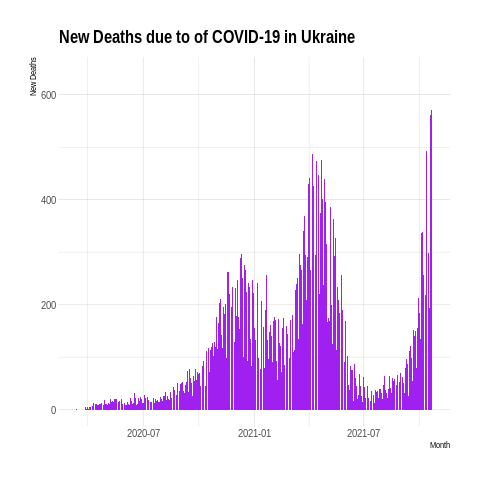 New Deaths due to of COVID-19 in Ukraine
New Deaths
600
400
200
0
2020-07
2021-01
2021-07
Month